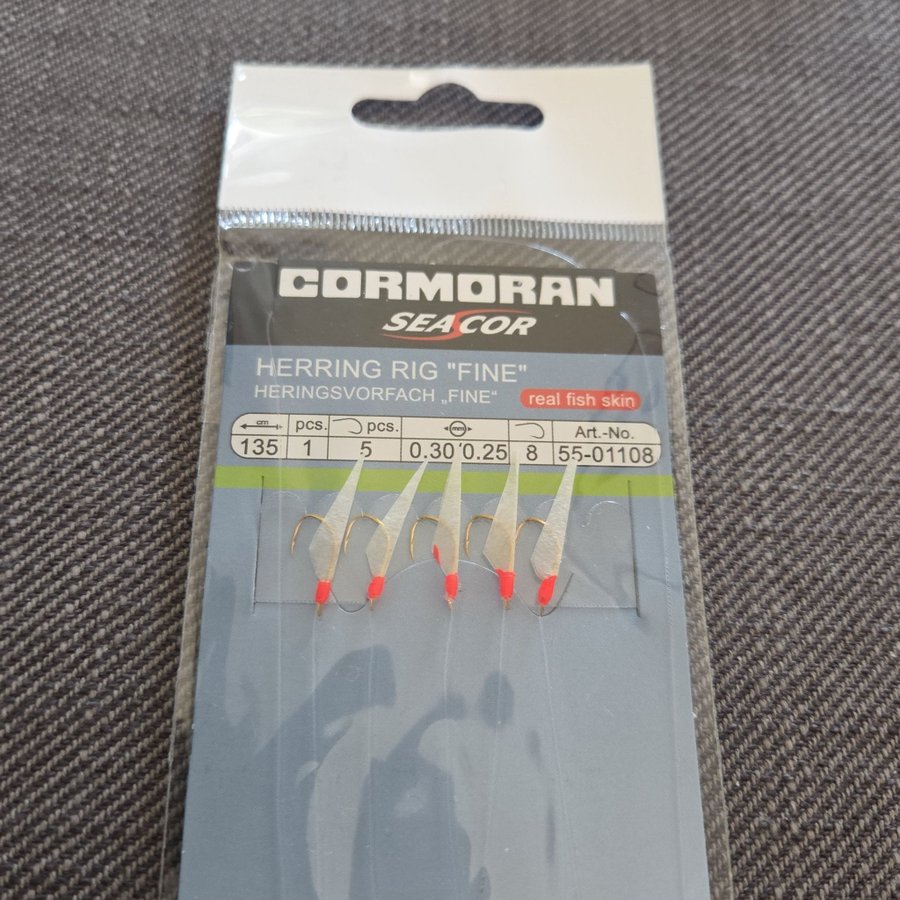 CORMORAN
SEACOR
HERRING RIG "FINE"
HERINGSVORFACH „FINE“ real fish skin
cm pcs. pcs. mm Art.-No.
135 1 5 0.30 0.25 8 55-01108